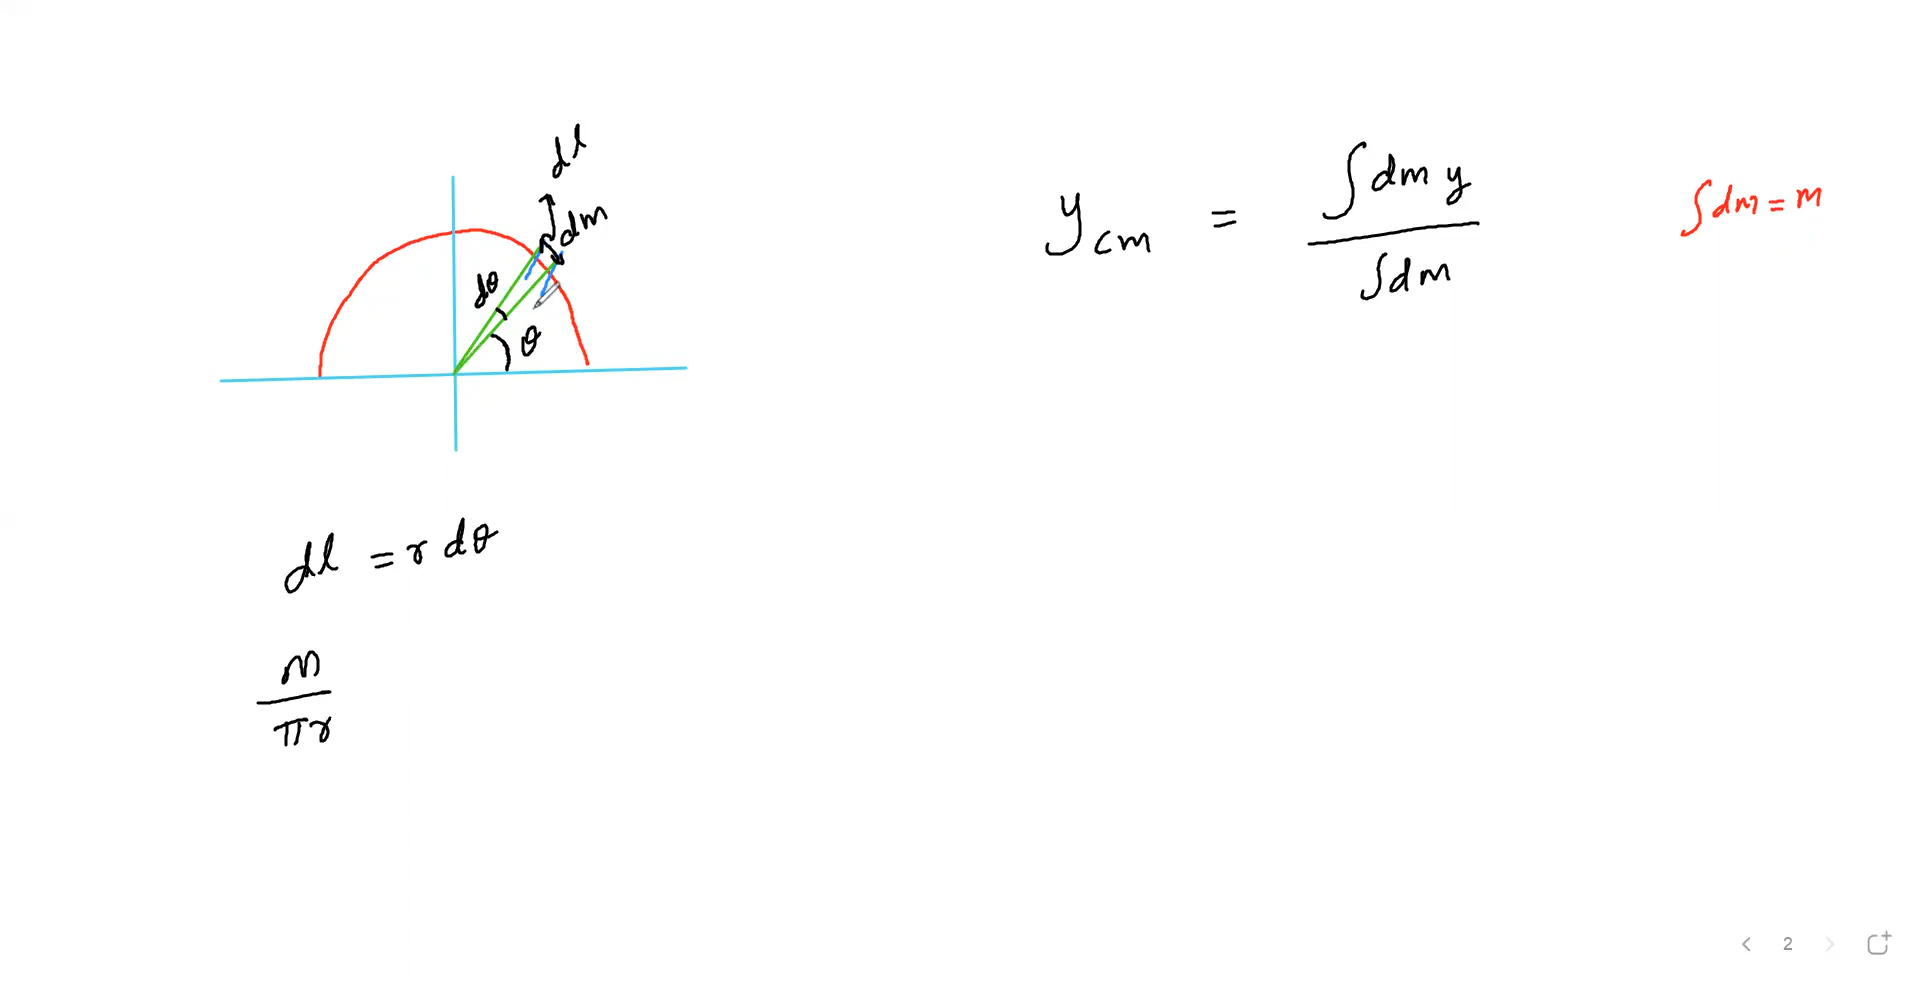 dl
dm
dθ
θ
y_cm = ∫dm y / ∫dm
∫dm = m
dl = r dθ
m / πr
2